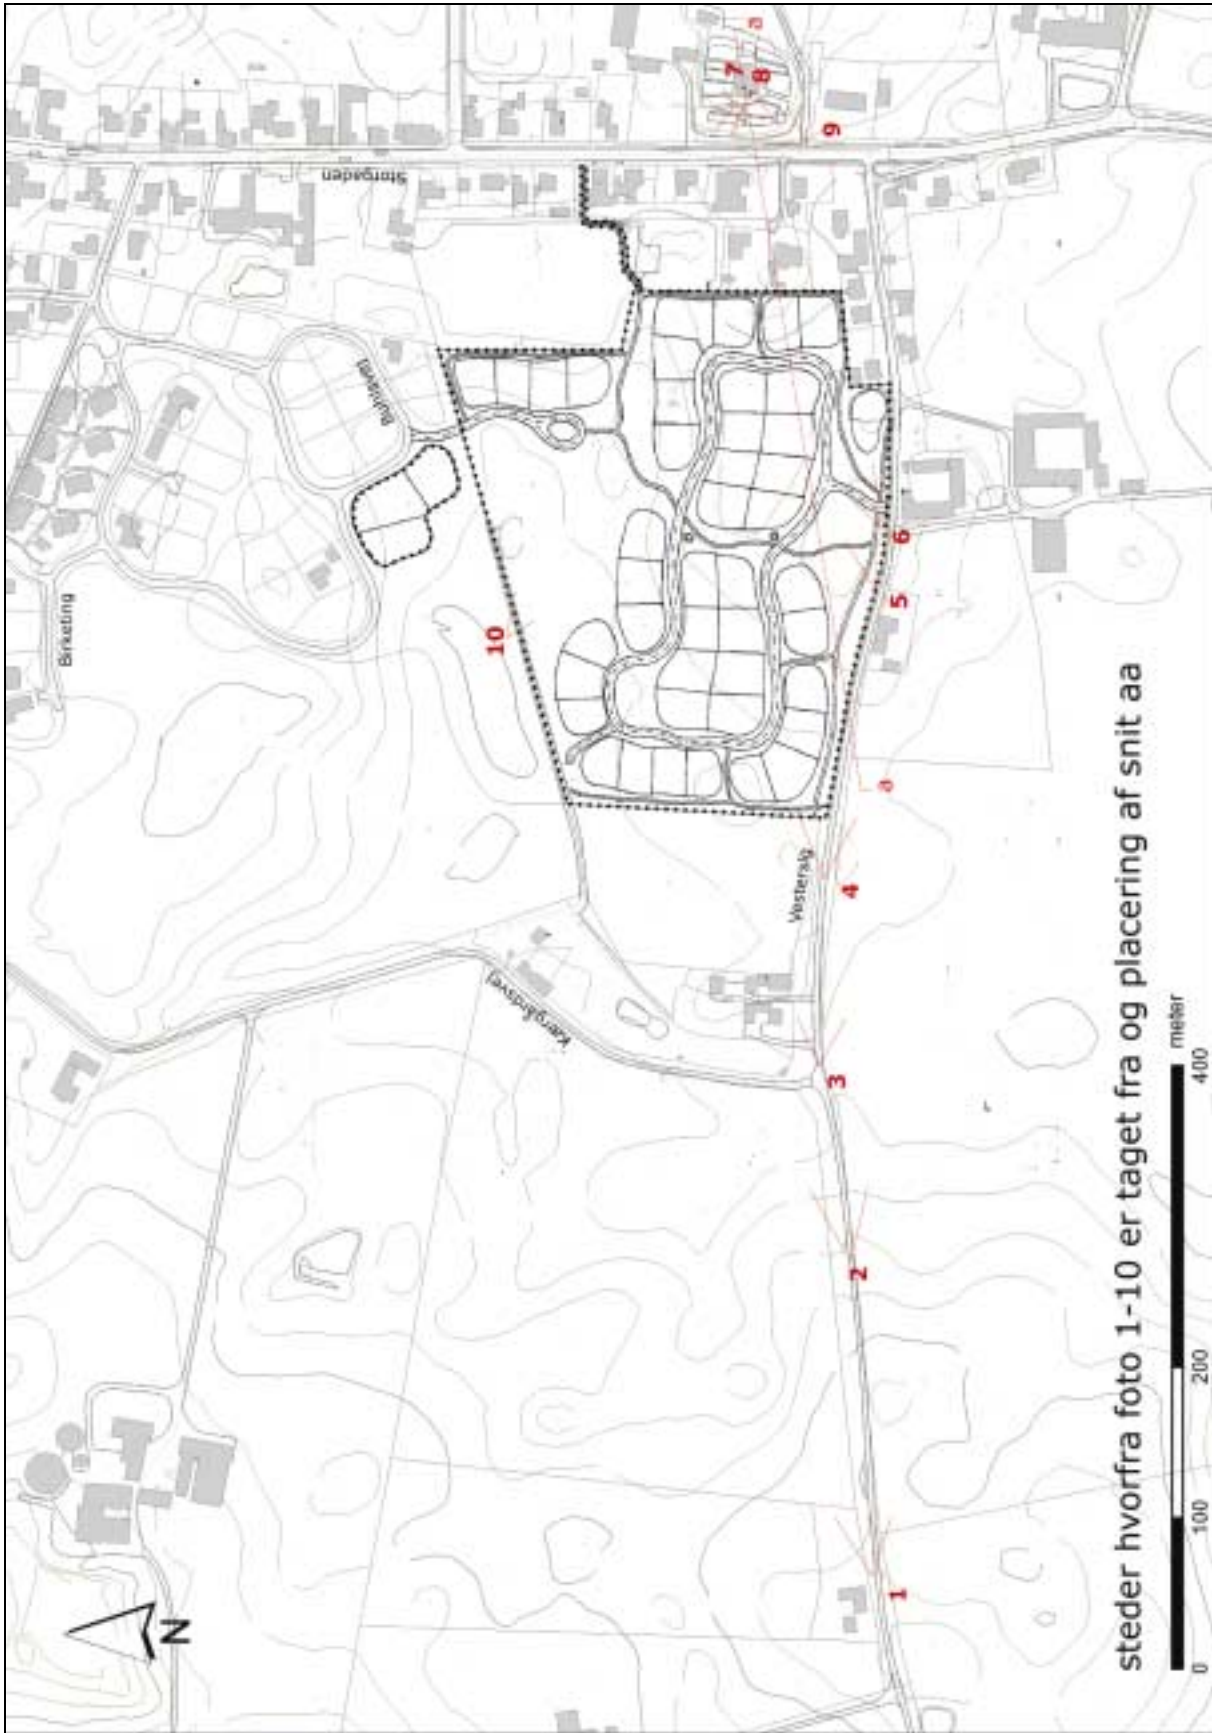 Storgaden
Birketing
Kærgårdsvej
Vesterslg
a
7
8
9
10
6
5
a
4
3
2
1
N
steder hvorfra foto 1-10 er taget fra og placering af snit aa
0 100 200 400 meter